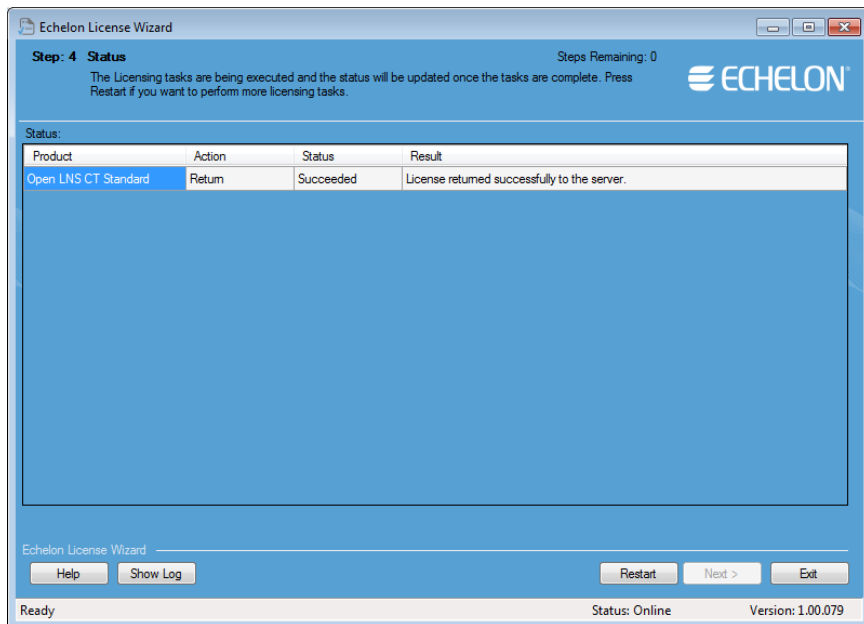 Echelon License Wizard
Step: 4 Status
Steps Remaining: 0
The Licensing tasks are being executed and the status will be updated once the tasks are complete. Press
Restart if you want to perform more licensing tasks.
ECHELON
Status:
Product Action Status Result
Open LNS CT Standard Return Succeeded License returned successfully to the server.
Echelon License Wizard
Help Show Log Restart Next > Exit
Ready Status: Online Version: 1.00.079